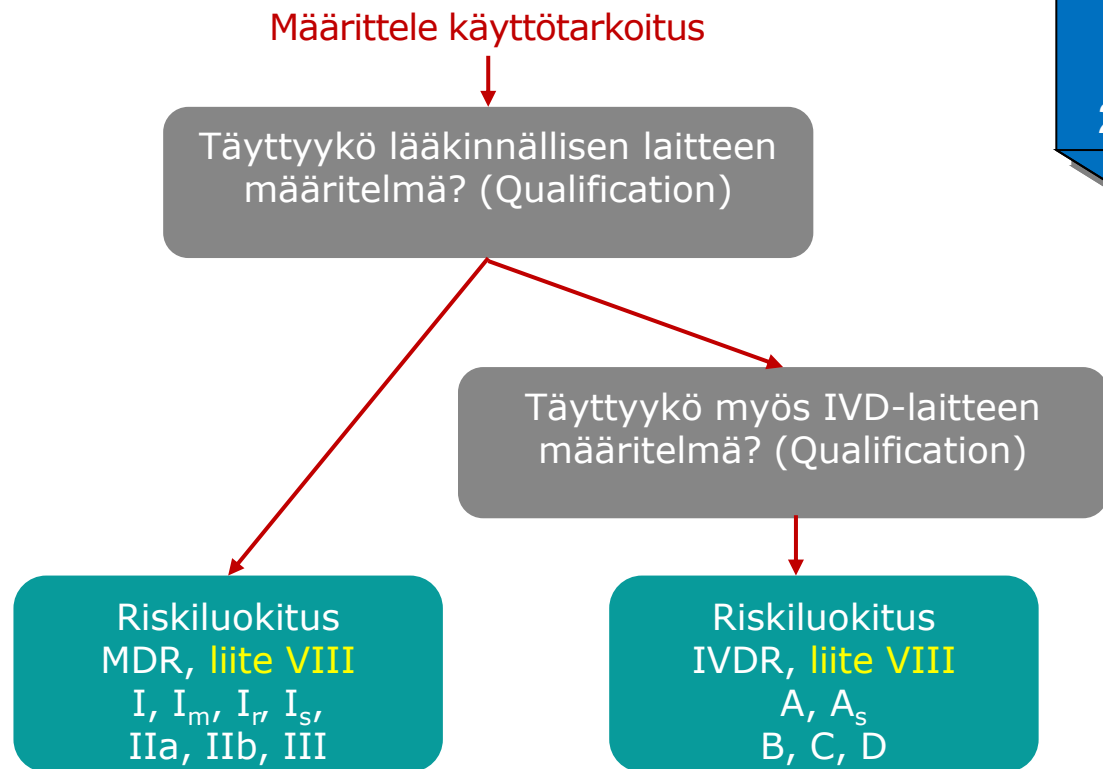 Määrittele käyttötarkoitus
2
Täyttyykö lääkinnällisen laitteen
määritelmä? (Qualification)
Täyttyykö myös IVD-laitteen
määritelmä? (Qualification)
Riskiluokitus
MDR, liite VIII
I, Iₘ, Iᵣ, Iₛ,
IIa, IIb, III
Riskiluokitus
IVDR, liite VIII
A, Aₛ
B, C, D